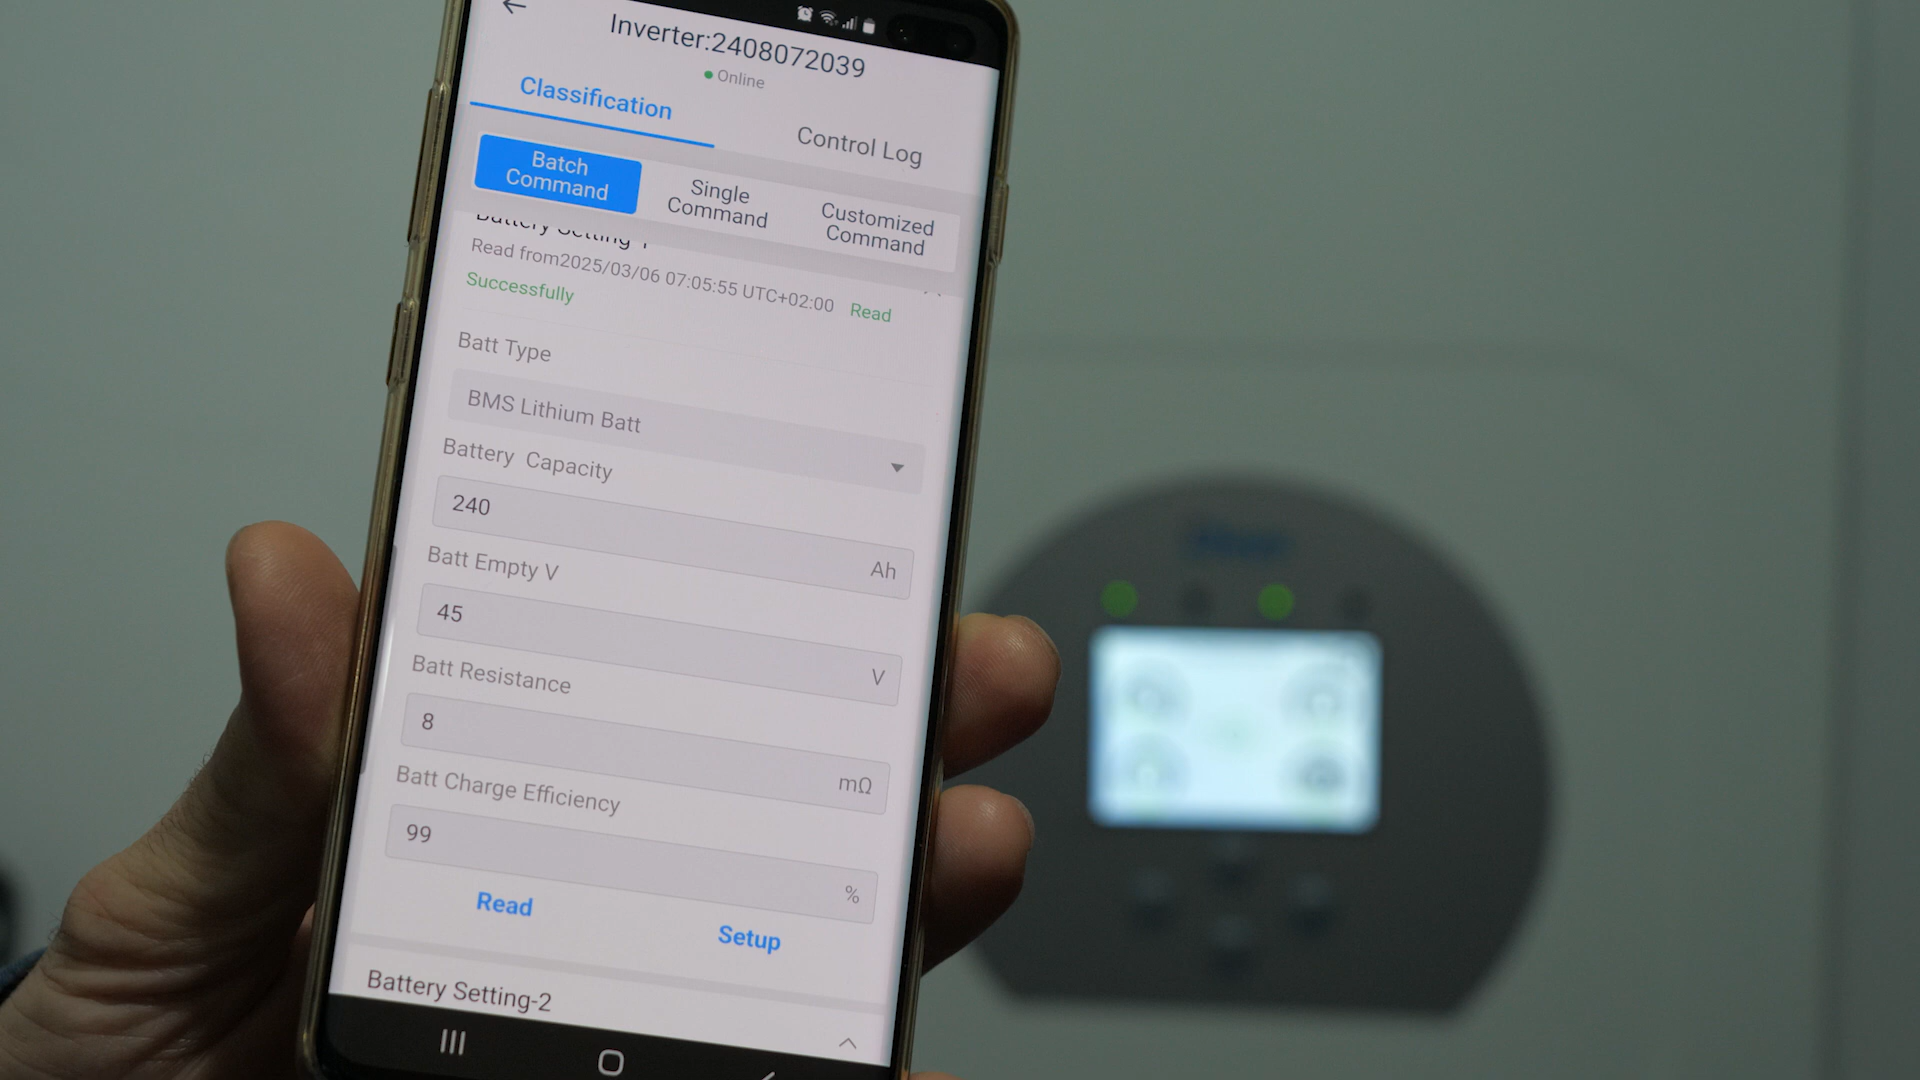 Inverter:2408072039
Online
Classification
Control Log
Batch
Command
Single
Command
Customized
Command
Battery Setting-1
Read from2025/03/06 07:05:55 UTC+02:00 Read
Successfully
Batt Type
BMS Lithium Batt
Battery Capacity
240 Ah
Batt Empty V
45 V
Batt Resistance
8 mΩ
Batt Charge Efficiency
99 %
Read Setup
Battery Setting-2